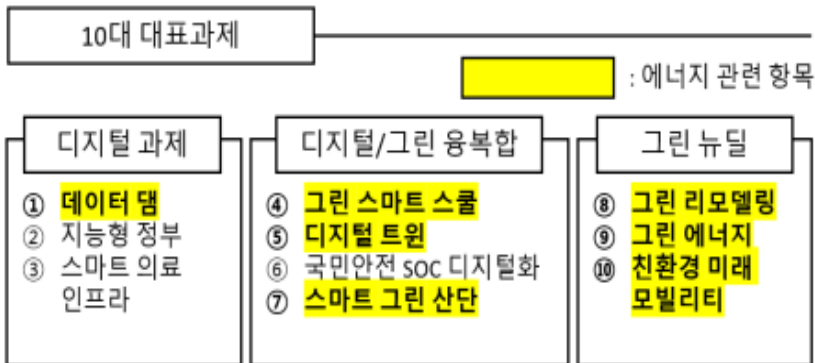 10대 대표과제
: 에너지 관련 항목
디지털 과제
① 데이터 댐
② 지능형 정부
③ 스마트 의료
인프라
디지털/그린 융복합
④ 그린 스마트 스쿨
⑤ 디지털 트윈
⑥ 국민안전 SOC 디지털화
⑦ 스마트 그린 산단
그린 뉴딜
⑧ 그린 리모델링
⑨ 그린 에너지
⑩ 친환경 미래
모빌리티